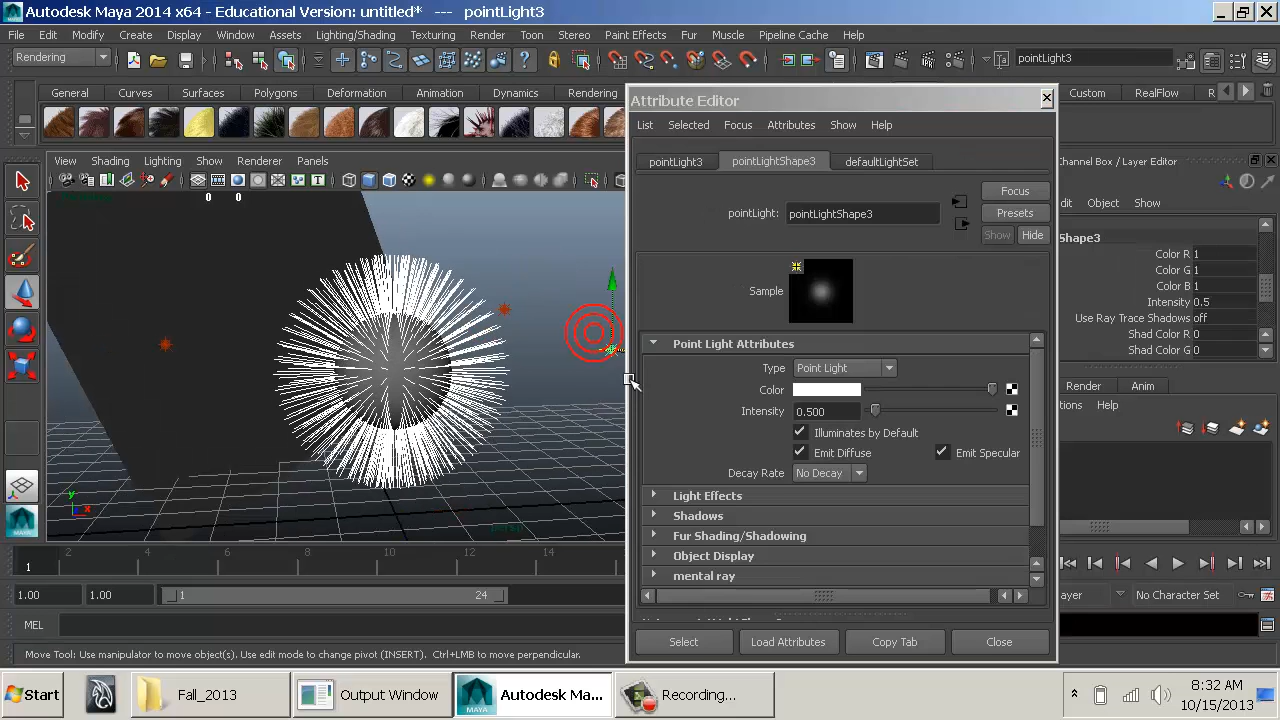 Autodesk Maya 2014 x64 - Educational Version: untitled*   ---   pointLight3
File Edit Modify Create Display Window Assets Lighting/Shading Texturing Render Toon Stereo Paint Effects Fur Muscle Pipeline Cache Help
Rendering
pointLight3
General Curves Surfaces Polygons Deformation Animation Dynamics Rendering
Custom RealFlow R
Attribute Editor
List Selected Focus Attributes Show Help
View Shading Lighting Show Renderer Panels
pointLight3 pointLightShape3 defaultLightSet
Channel Box / Layer Editor
0 0
Focus
pointLight: pointLightShape3
Presets
Show Hide
Edit Object Show
Shape3
Color R 1
Color G 1
Color B 1
Intensity 0.5
Use Ray Trace Shadows off
Shad Color R 0
Shad Color G 0
Sample
Point Light Attributes
Type Point Light
Color
Intensity 0.500
Illuminates by Default
Emit Diffuse Emit Specular
Decay Rate No Decay
Light Effects
Shadows
Fur Shading/Shadowing
Object Display
mental ray
Render Anim
Help
y
x
persp
2 4 6 8 10 12 14
1
1.00 1.00 1 24
No Character Set
MEL
Select Load Attributes Copy Tab Close
Move Tool: Use manipulator to move object(s). Use edit mode to change pivot (INSERT). Ctrl+LMB to move perpendicular.
Start Fall_2013 Output Window Autodesk Ma... Recording...
8:32 AM
10/15/2013